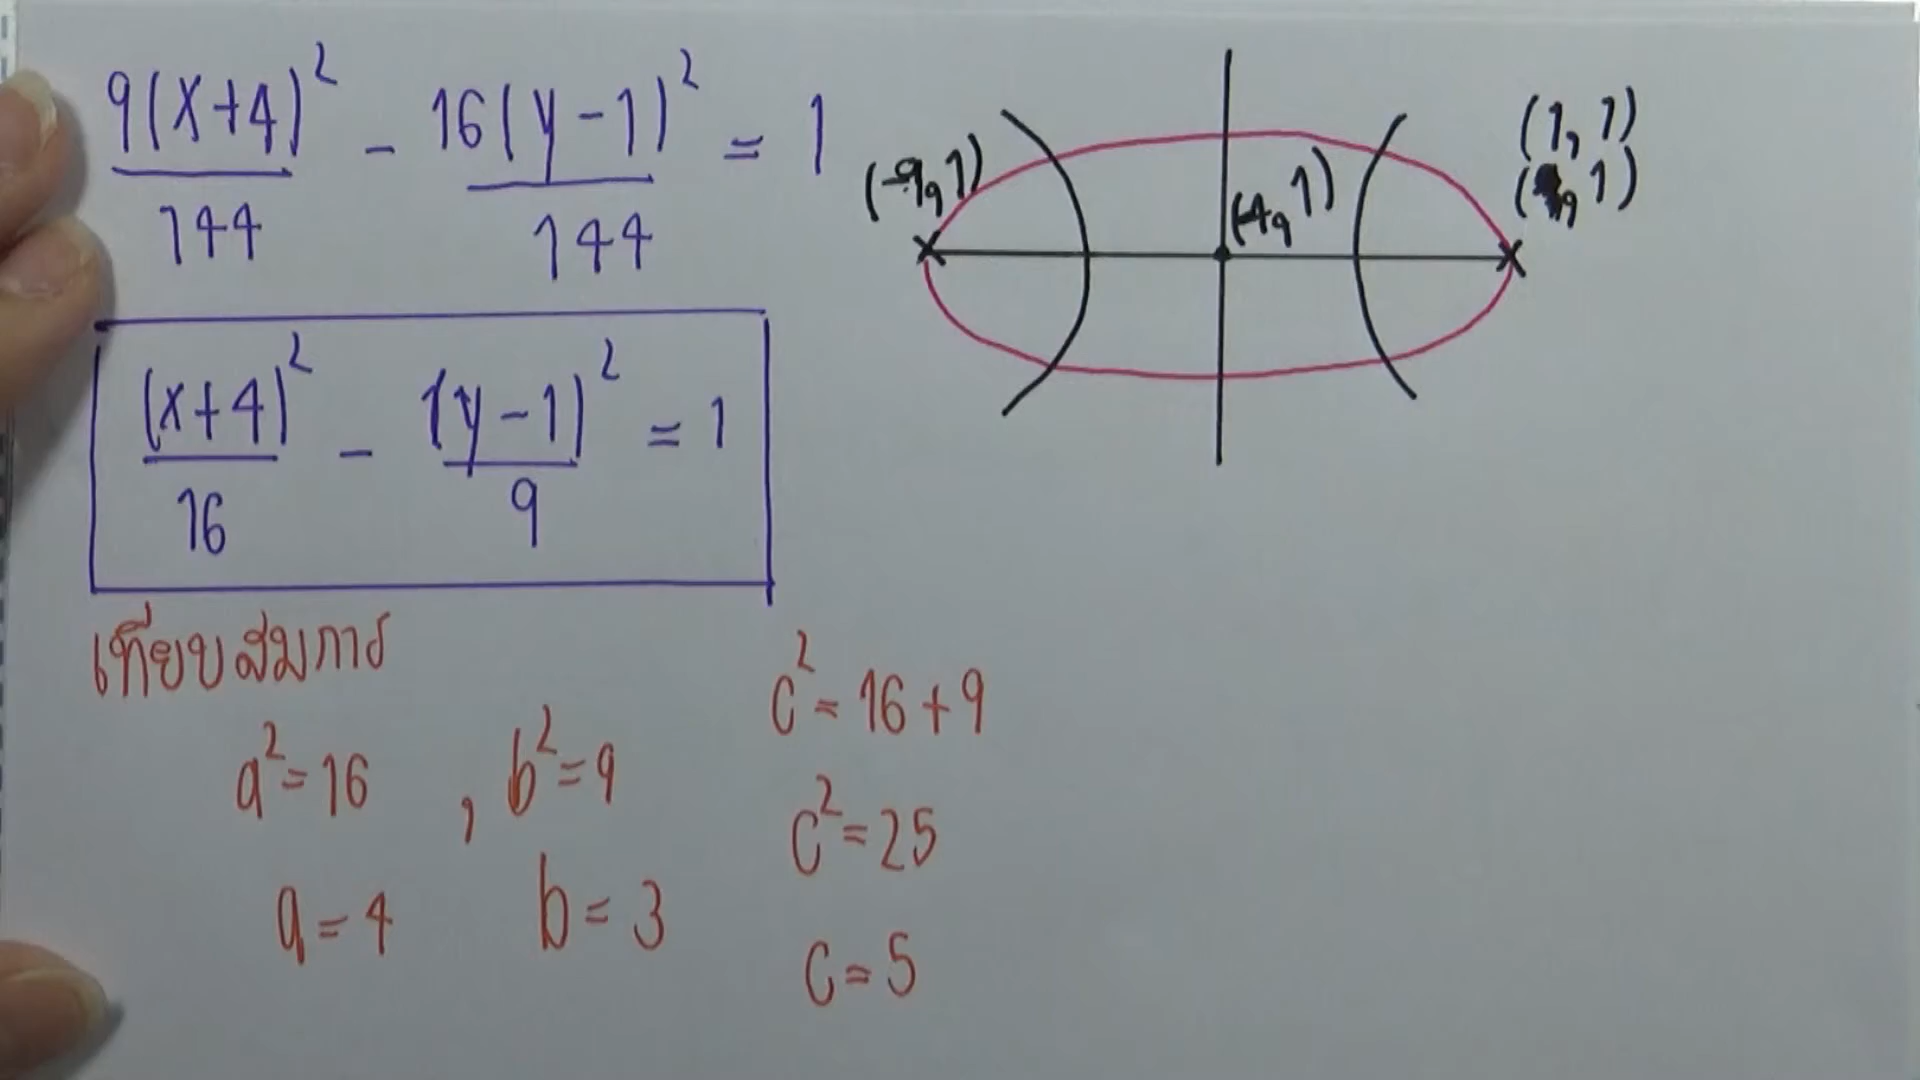 9(x+4)² - 16(y-1)² = 1
144 144
(x+4)² - (y-1)² = 1
16 9
เทียบสมการ
a² = 16 , b² = 9
a = 4 b = 3
c² = 16 + 9
c² = 25
c = 5
(-9, 1)
(-4, 1)
(1, 1)